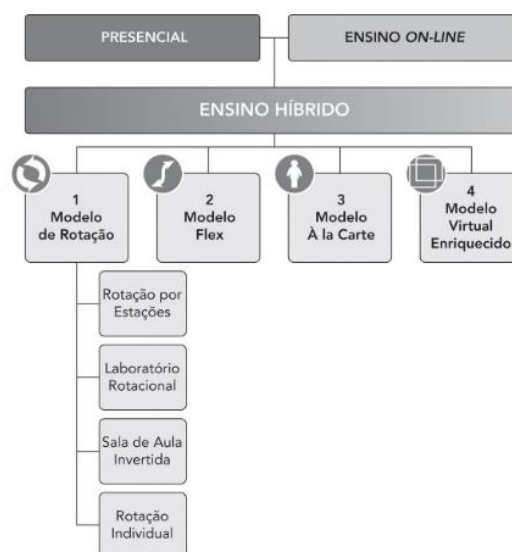 PRESENCIAL
ENSINO ON-LINE
ENSINO HÍBRIDO
1
Modelo
de Rotação
2
Modelo
Flex
3
Modelo
À la Carte
4
Modelo
Virtual
Enriquecido
Rotação por
Estações
Laboratório
Rotacional
Sala de Aula
Invertida
Rotação
Individual